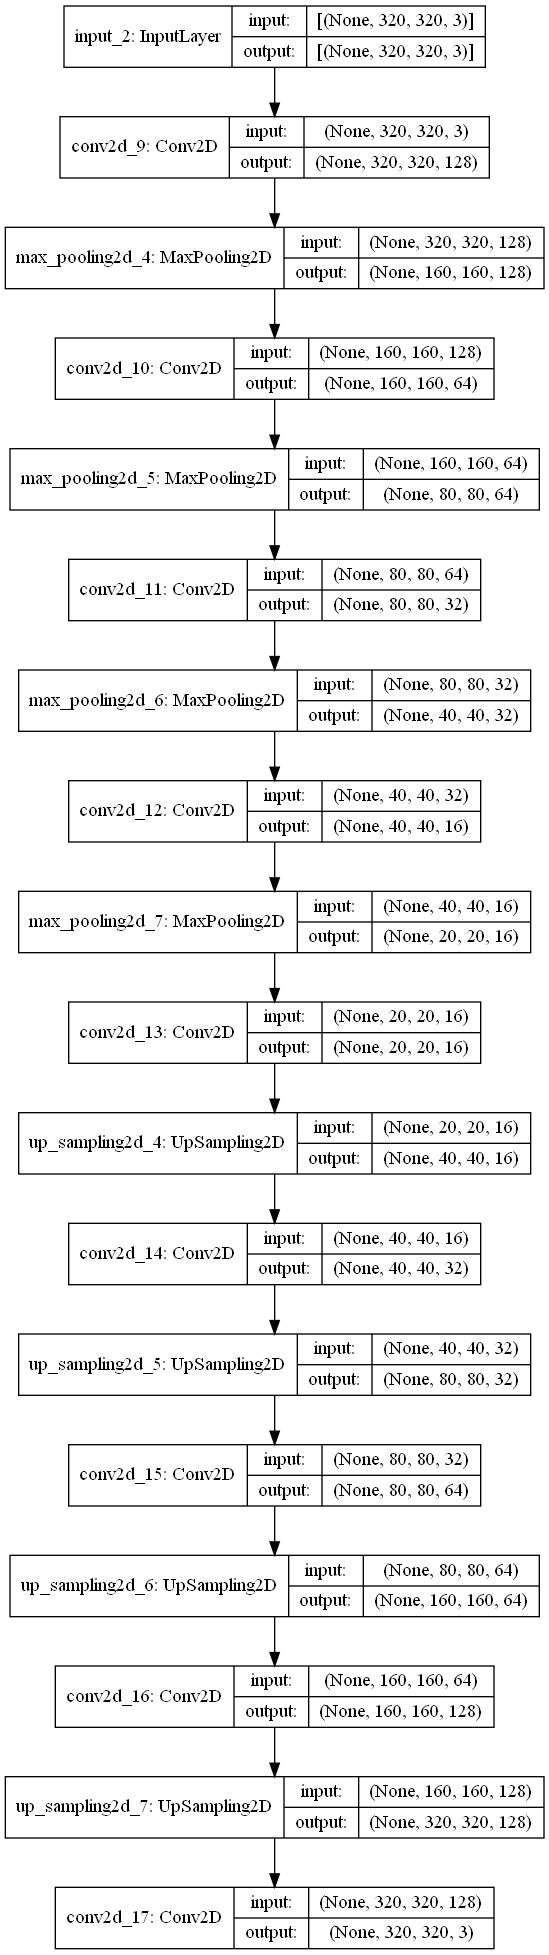 input_2: InputLayer
input:
[(None, 320, 320, 3)]
output:
[(None, 320, 320, 3)]
conv2d_9: Conv2D
input:
(None, 320, 320, 3)
output:
(None, 320, 320, 128)
max_pooling2d_4: MaxPooling2D
input:
(None, 320, 320, 128)
output:
(None, 160, 160, 128)
conv2d_10: Conv2D
input:
(None, 160, 160, 128)
output:
(None, 160, 160, 64)
max_pooling2d_5: MaxPooling2D
input:
(None, 160, 160, 64)
output:
(None, 80, 80, 64)
conv2d_11: Conv2D
input:
(None, 80, 80, 64)
output:
(None, 80, 80, 32)
max_pooling2d_6: MaxPooling2D
input:
(None, 80, 80, 32)
output:
(None, 40, 40, 32)
conv2d_12: Conv2D
input:
(None, 40, 40, 32)
output:
(None, 40, 40, 16)
max_pooling2d_7: MaxPooling2D
input:
(None, 40, 40, 16)
output:
(None, 20, 20, 16)
conv2d_13: Conv2D
input:
(None, 20, 20, 16)
output:
(None, 20, 20, 16)
up_sampling2d_4: UpSampling2D
input:
(None, 20, 20, 16)
output:
(None, 40, 40, 16)
conv2d_14: Conv2D
input:
(None, 40, 40, 16)
output:
(None, 40, 40, 32)
up_sampling2d_5: UpSampling2D
input:
(None, 40, 40, 32)
output:
(None, 80, 80, 32)
conv2d_15: Conv2D
input:
(None, 80, 80, 32)
output:
(None, 80, 80, 64)
up_sampling2d_6: UpSampling2D
input:
(None, 80, 80, 64)
output:
(None, 160, 160, 64)
conv2d_16: Conv2D
input:
(None, 160, 160, 64)
output:
(None, 160, 160, 128)
up_sampling2d_7: UpSampling2D
input:
(None, 160, 160, 128)
output:
(None, 320, 320, 128)
conv2d_17: Conv2D
input:
(None, 320, 320, 128)
output:
(None, 320, 320, 3)